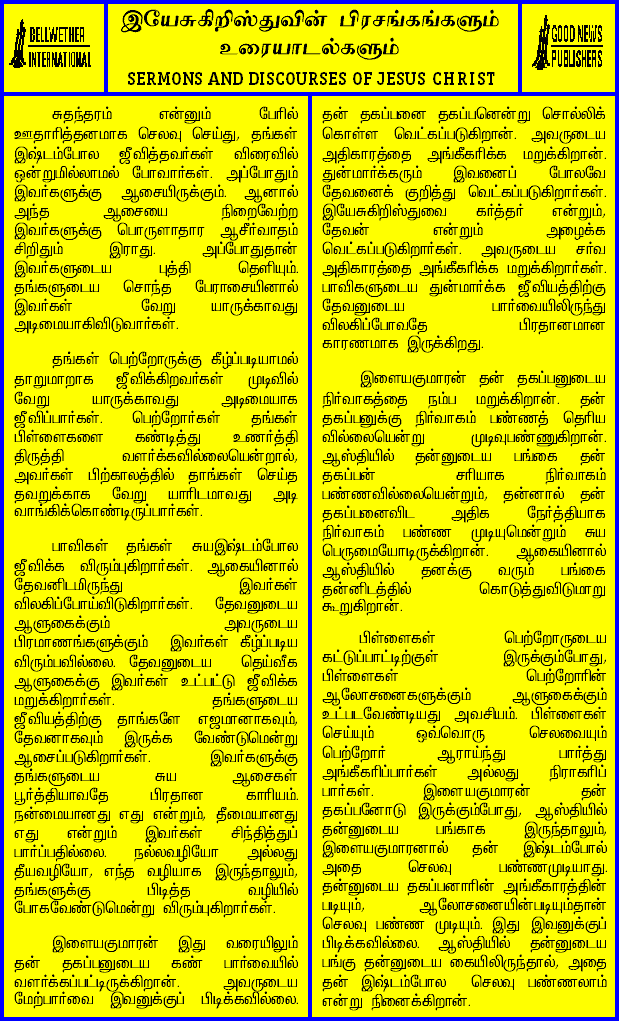 BELLWETHER
INTERNATIONAL
இயேசுகிறிஸ்துவின் பிரசங்கங்களும்
உரையாடல்களும்
SERMONS AND DISCOURSES OF JESUS CHRIST
GOOD NEWS
PUBLISHERS
சுதந்தரம் என்னும் பேரில்
ஊதாரித்தனமாக செலவு செய்து, தங்கள்
இஷ்டம்போல ஜீவித்தவர்கள் விரைவில்
ஒன்றுமில்லாமல் போவார்கள். அப்போதும்
இவர்களுக்கு ஆசையிருக்கும். ஆனால்
அந்த ஆசையை நிறைவேற்ற
இவர்களுக்கு பொருளாதார ஆசீர்வாதம்
சிறிதும் இராது. அப்போதுதான்
இவர்களுடைய புத்தி தெளியும்.
தங்களுடைய சொந்த பேராசையினால்
இவர்கள் வேறு யாருக்காவது
அடிமையாகிவிடுவார்கள்.
தங்கள் பெற்றோருக்கு கீழ்ப்படியாமல்
தாறுமாறாக ஜீவிக்கிறவர்கள் முடிவில்
வேறு யாருக்காவது அடிமையாக
ஜீவிப்பார்கள். பெற்றோர்கள் தங்கள்
பிள்ளைகளை கண்டித்து உணர்த்தி
திருத்தி வளர்க்கவில்லையென்றால்,
அவர்கள் பிற்காலத்தில் தாங்கள் செய்த
தவறுக்காக வேறு யாரிடமாவது அடி
வாங்கிக்கொண்டிருப்பார்கள்.
பாவிகள் தங்கள் சுயஇஷ்டம்போல
ஜீவிக்க விரும்புகிறார்கள். ஆகையினால்
தேவனிடமிருந்து இவர்கள்
விலகிப்போய்விடுகிறார்கள். தேவனுடைய
ஆளுகைக்கும் அவருடைய
பிரமாணங்களுக்கும் இவர்கள் கீழ்ப்படிய
விரும்பவில்லை. தேவனுடைய தெய்வீக
ஆளுகைக்கு இவர்கள் உட்பட்டு ஜீவிக்க
மறுக்கிறார்கள். தங்களுடைய
ஜீவியத்திற்கு தாங்களே எஜமானாகவும்,
தேவனாகவும் இருக்க வேண்டுமென்று
ஆசைப்படுகிறார்கள். இவர்களுக்கு
தங்களுடைய சுய ஆசைகள்
பூர்த்தியாவதே பிரதான காரியம்.
நன்மையானது எது என்றும், தீமையானது
எது என்றும் இவர்கள் சிந்தித்துப்
பார்ப்பதில்லை. நல்லவழியோ அல்லது
தீயவழியோ, எந்த வழியாக இருந்தாலும்,
தங்களுக்கு பிடித்த வழியில்
போகவேண்டுமென்று விரும்புகிறார்கள்.
இளையகுமாரன் இது வரையிலும்
தன் தகப்பனுடைய கண் பார்வையில்
வளர்க்கப்பட்டிருக்கிறான். அவருடைய
மேற்பார்வை இவனுக்குப் பிடிக்கவில்லை.
தன் தகப்பனை தகப்பனென்று சொல்லிக்
கொள்ள வெட்கப்படுகிறான். அவருடைய
அதிகாரத்தை அங்கீகரிக்க மறுக்கிறான்.
துன்மார்க்கரும் இவனைப் போலவே
தேவனைக் குறித்து வெட்கப்படுகிறார்கள்.
இயேசுகிறிஸ்துவை கர்த்தர் என்றும்,
தேவன் என்றும் அழைக்க
வெட்கப்படுகிறார்கள். அவருடைய சர்வ
அதிகாரத்தை அங்கீகரிக்க மறுக்கிறார்கள்.
பாவிகளுடைய துன்மார்க்க ஜீவியத்திற்கு
தேவனுடைய பார்வையிலிருந்து
விலகிப்போவதே பிரதானமான
காரணமாக இருக்கிறது.
இளையகுமாரன் தன் தகப்பனுடைய
நிர்வாகத்தை நம்ப மறுக்கிறான். தன்
தகப்பனுக்கு நிர்வாகம் பண்ணத் தெரிய
வில்லையென்று முடிவுபண்ணுகிறான்.
ஆஸ்தியில் தன்னுடைய பங்கை தன்
தகப்பன் சரியாக நிர்வாகம்
பண்ணவில்லையென்றும், தன்னால் தன்
தகப்பனைவிட அதிக நேர்த்தியாக
நிர்வாகம் பண்ண முடியுமென்றும் சுய
பெருமையோடிருக்கிறான். ஆகையினால்
ஆஸ்தியில் தனக்கு வரும் பங்கை
தன்னிடத்தில் கொடுத்துவிடுமாறு
கூறுகிறான்.
பிள்ளைகள் பெற்றோருடைய
கட்டுப்பாட்டிற்குள் இருக்கும்போது,
பிள்ளைகள் பெற்றோரின்
ஆலோசனைகளுக்கும் ஆளுகைக்கும்
உட்படவேண்டியது அவசியம். பிள்ளைகள்
செய்யும் ஒவ்வொரு செலவையும்
பெற்றோர் ஆராய்ந்து பார்த்து
அங்கீகரிப்பார்கள் அல்லது நிராகரிப்
பார்கள். இளையகுமாரன் தன்
தகப்பனோடு இருக்கும்போது, ஆஸ்தியில்
தன்னுடைய பங்காக இருந்தாலும்,
இளையகுமாரனால் தன் இஷ்டம்போல்
அதை செலவு பண்ணமுடியாது.
தன்னுடைய தகப்பனாரின் அங்கீகாரத்தின்
படியும், ஆலோசனையின்படியும்தான்
செலவு பண்ண முடியும். இது இவனுக்குப்
பிடிக்கவில்லை. ஆஸ்தியில் தன்னுடைய
பங்கு தன்னுடைய கையிலிருந்தால், அதை
தன் இஷ்டம்போல செலவு பண்ணலாம்
என்று நினைக்கிறான்.